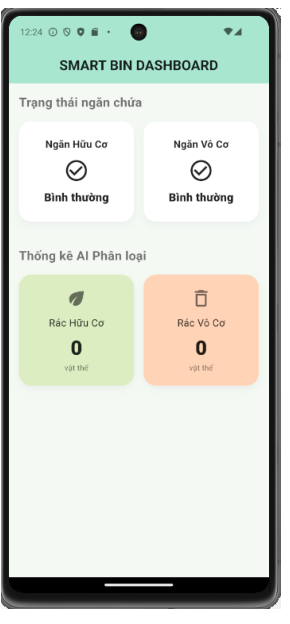 12:24
SMART BIN DASHBOARD
Trạng thái ngăn chứa
Ngăn Hữu Cơ
Ngăn Vô Cơ
Bình thường
Bình thường
Thống kê AI Phân loại
Rác Hữu Cơ
Rác Vô Cơ
0
0
vật thể
vật thể